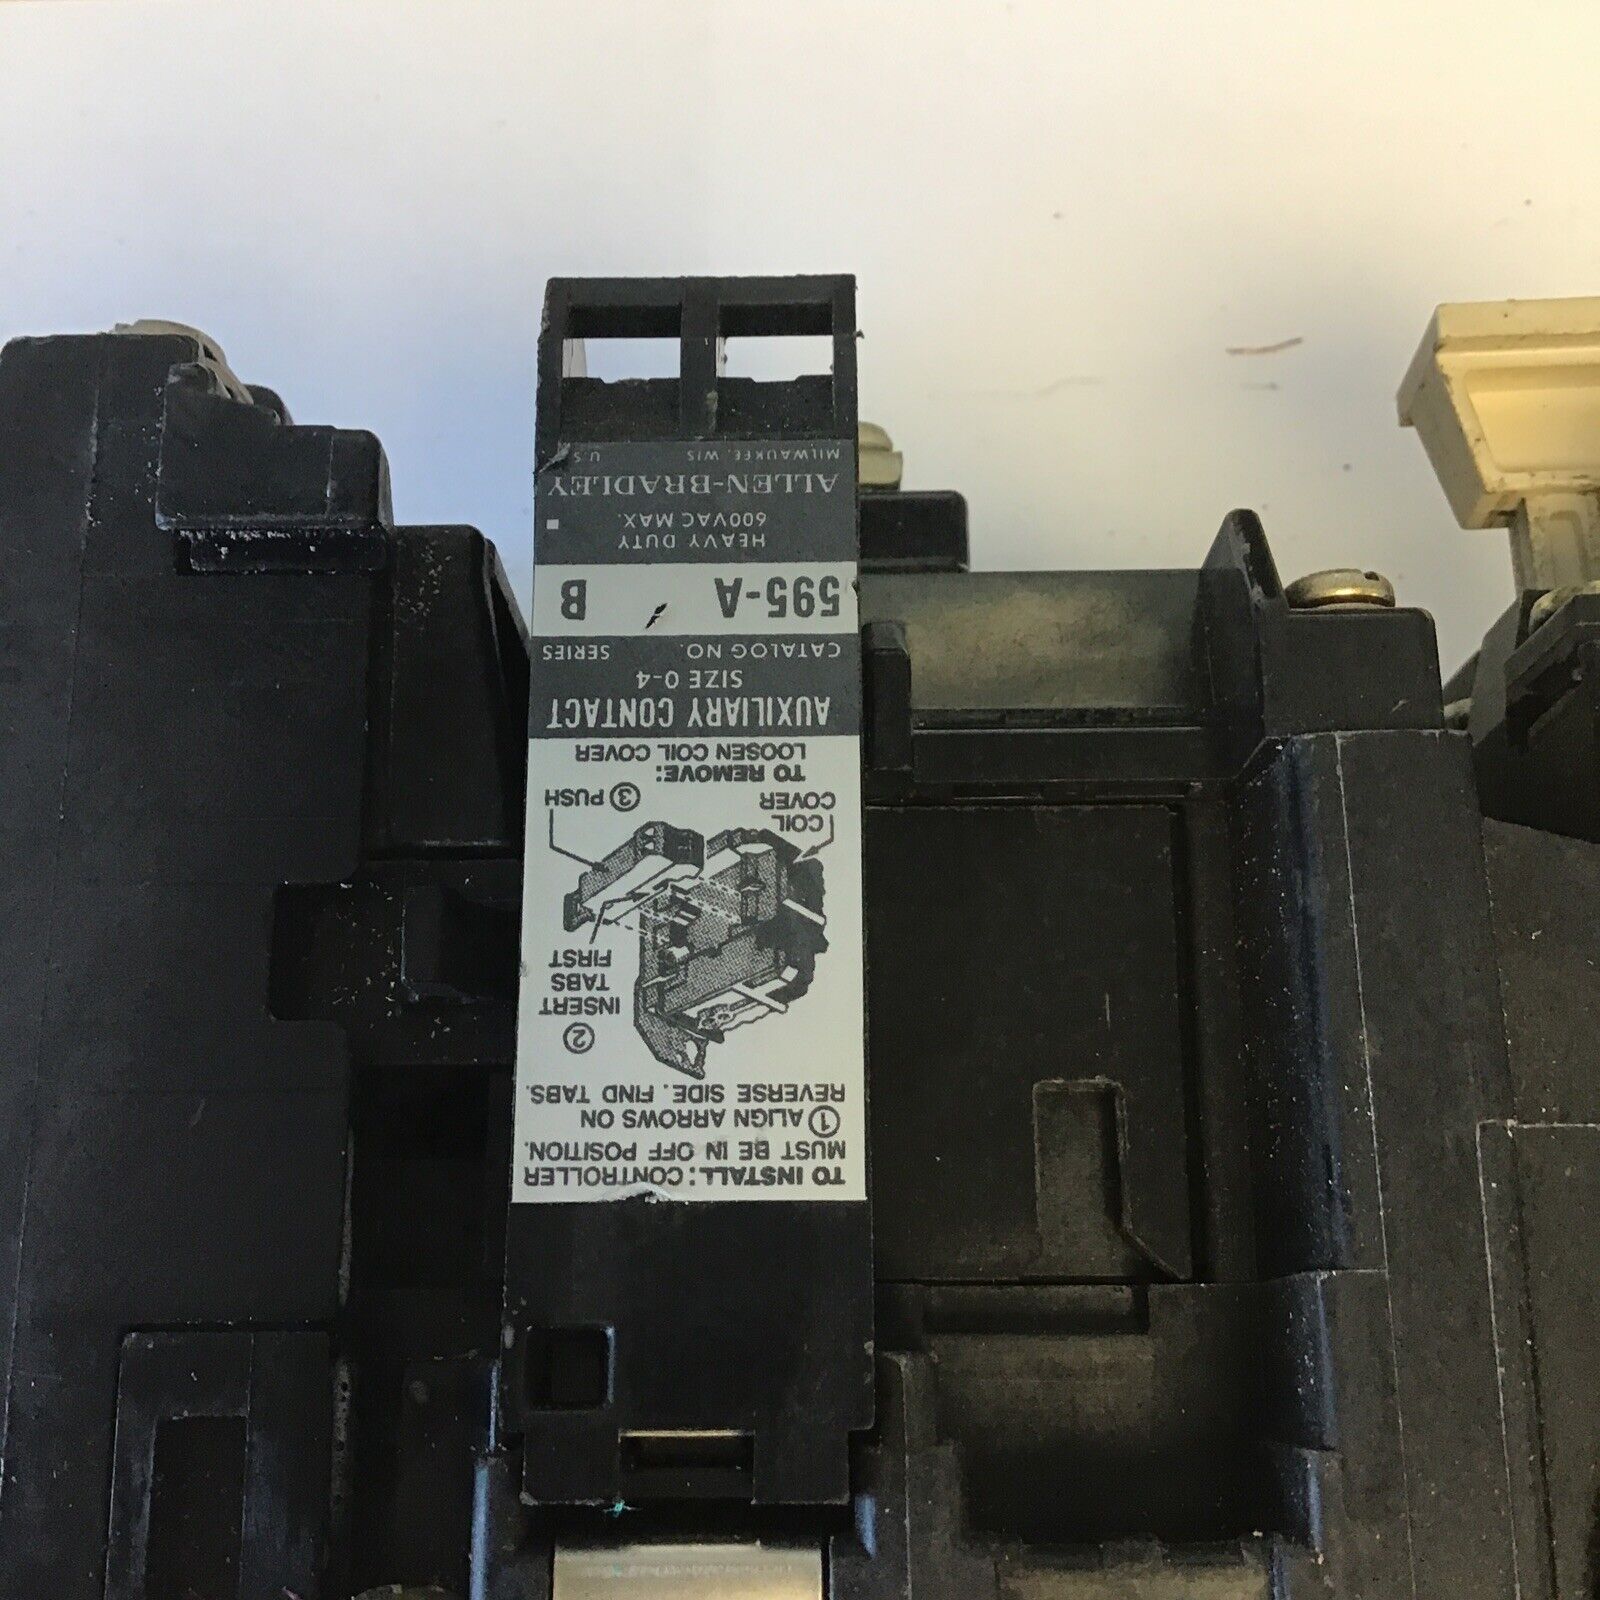 TO INSTALL: CONTROLLER
MUST BE IN OFF POSITION.
① ALIGN ARROWS ON
REVERSE SIDE. FIND TABS.
② INSERT
TABS
FIRST
COIL
COVER
③ PUSH
TO REMOVE:
LOOSEN COIL COVER
AUXILIARY CONTACT
SIZE 0-4
CATALOG NO. SERIES
595-A B
HEAVY DUTY
600VAC MAX.
ALLEN-BRADLEY
MILWAUKEE, WIS U.S